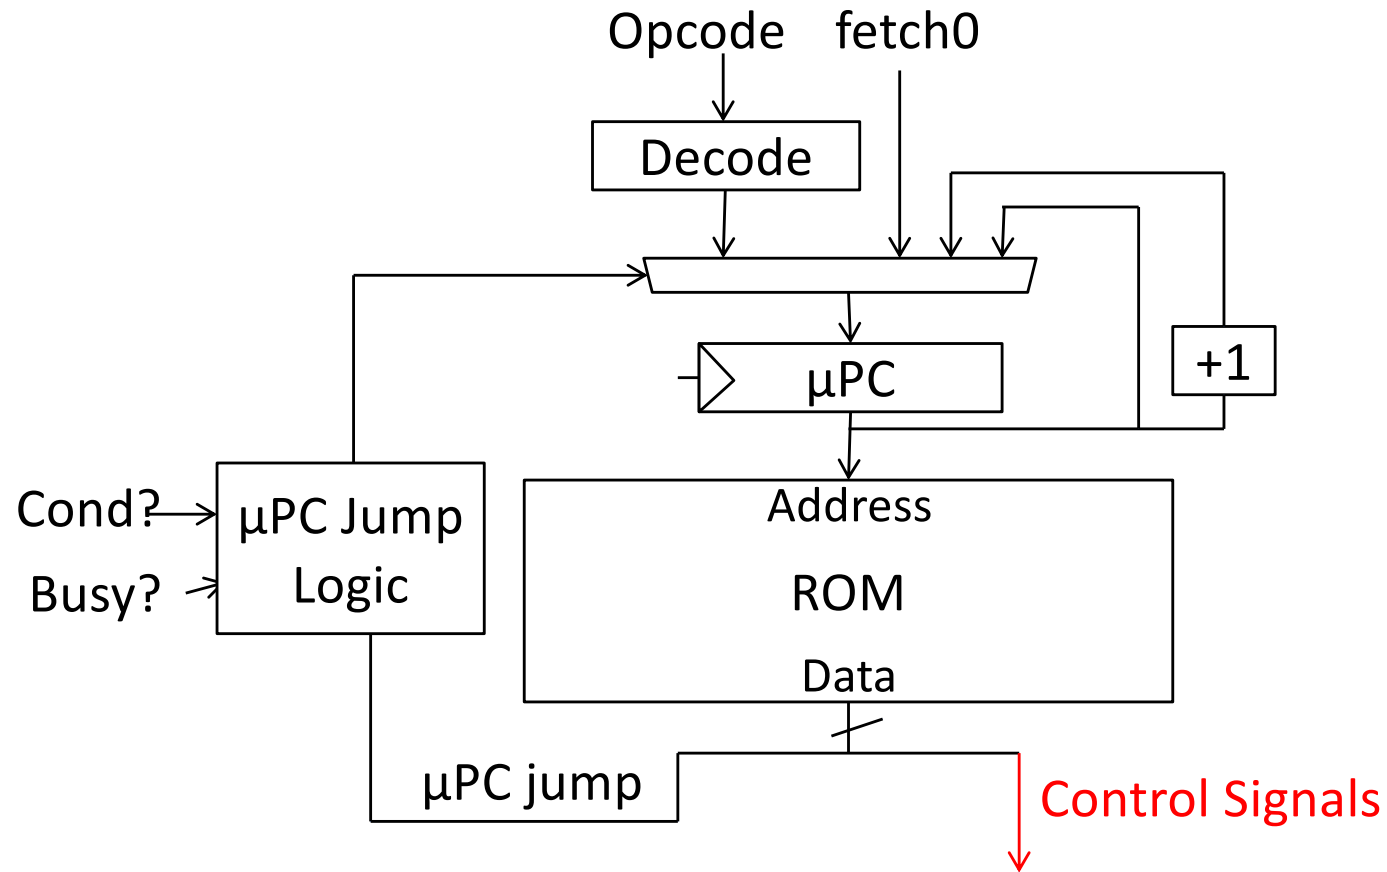 Opcode
fetch0
Decode
+1
µPC
Cond?
µPC Jump
Logic
Busy?
Address
ROM
Data
µPC jump
Control Signals